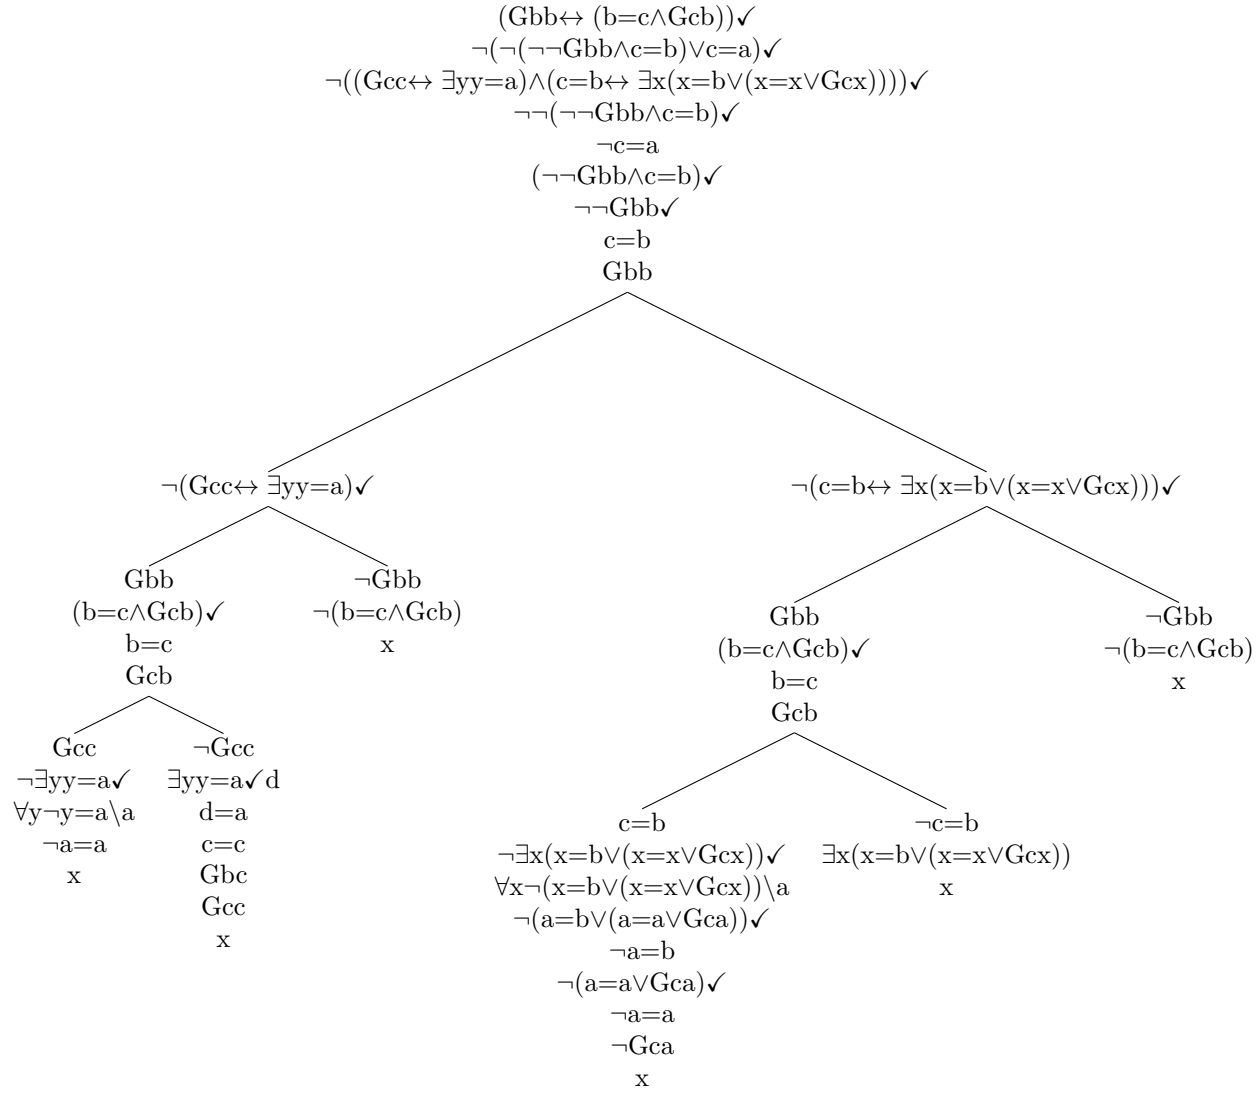 (Gbb↔ (b=c∧Gcb))✓
¬(¬(¬¬Gbb∧c=b)∨c=a)✓
¬((Gcc↔ ∃yy=a)∧(c=b↔ ∃x(x=b∨(x=x∨Gcx))))✓
¬¬(¬¬Gbb∧c=b)✓
¬c=a
(¬¬Gbb∧c=b)✓
¬¬Gbb✓
c=b
Gbb
¬(Gcc↔ ∃yy=a)✓
Gbb
(b=c∧Gcb)✓
b=c
Gcb
Gcc
¬∃yy=a✓
∀y¬y=a\a
¬a=a
x
¬Gcc
∃yy=a✓d
d=a
c=c
Gbc
Gcc
x
¬Gbb
¬(b=c∧Gcb)
x
¬(c=b↔ ∃x(x=b∨(x=x∨Gcx)))✓
Gbb
(b=c∧Gcb)✓
b=c
Gcb
c=b
¬∃x(x=b∨(x=x∨Gcx))✓
∀x¬(x=b∨(x=x∨Gcx))\a
¬(a=b∨(a=a∨Gca))✓
¬a=b
¬(a=a∨Gca)✓
¬a=a
¬Gca
x
¬c=b
∃x(x=b∨(x=x∨Gcx))
x
¬Gbb
¬(b=c∧Gcb)
x